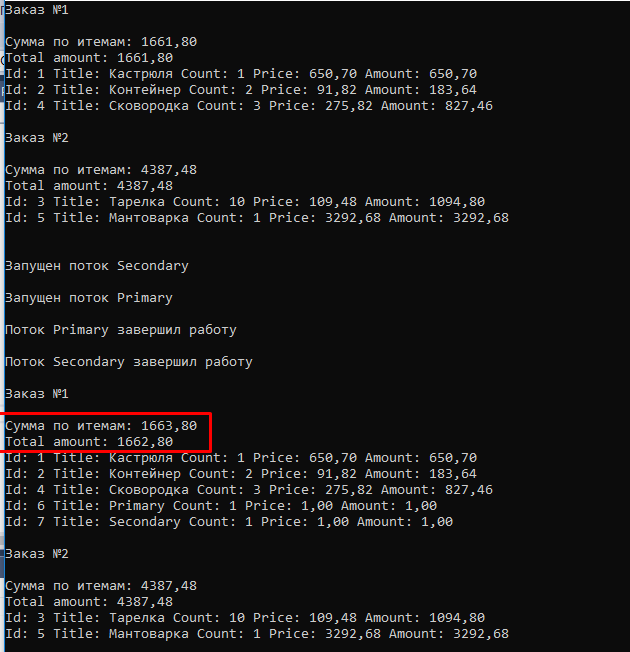 Заказ №1
Сумма по итемам: 1661,80
Total amount: 1661,80
Id: 1 Title: Кастрюля Count: 1 Price: 650,70 Amount: 650,70
Id: 2 Title: Контейнер Count: 2 Price: 91,82 Amount: 183,64
Id: 4 Title: Сковородка Count: 3 Price: 275,82 Amount: 827,46
Заказ №2
Сумма по итемам: 4387,48
Total amount: 4387,48
Id: 3 Title: Тарелка Count: 10 Price: 109,48 Amount: 1094,80
Id: 5 Title: Мантоварка Count: 1 Price: 3292,68 Amount: 3292,68
Запущен поток Secondary
Запущен поток Primary
Поток Primary завершил работу
Поток Secondary завершил работу
Заказ №1
Сумма по итемам: 1663,80
Total amount: 1662,80
Id: 1 Title: Кастрюля Count: 1 Price: 650,70 Amount: 650,70
Id: 2 Title: Контейнер Count: 2 Price: 91,82 Amount: 183,64
Id: 4 Title: Сковородка Count: 3 Price: 275,82 Amount: 827,46
Id: 6 Title: Primary Count: 1 Price: 1,00 Amount: 1,00
Id: 7 Title: Secondary Count: 1 Price: 1,00 Amount: 1,00
Заказ №2
Сумма по итемам: 4387,48
Total amount: 4387,48
Id: 3 Title: Тарелка Count: 10 Price: 109,48 Amount: 1094,80
Id: 5 Title: Мантоварка Count: 1 Price: 3292,68 Amount: 3292,68